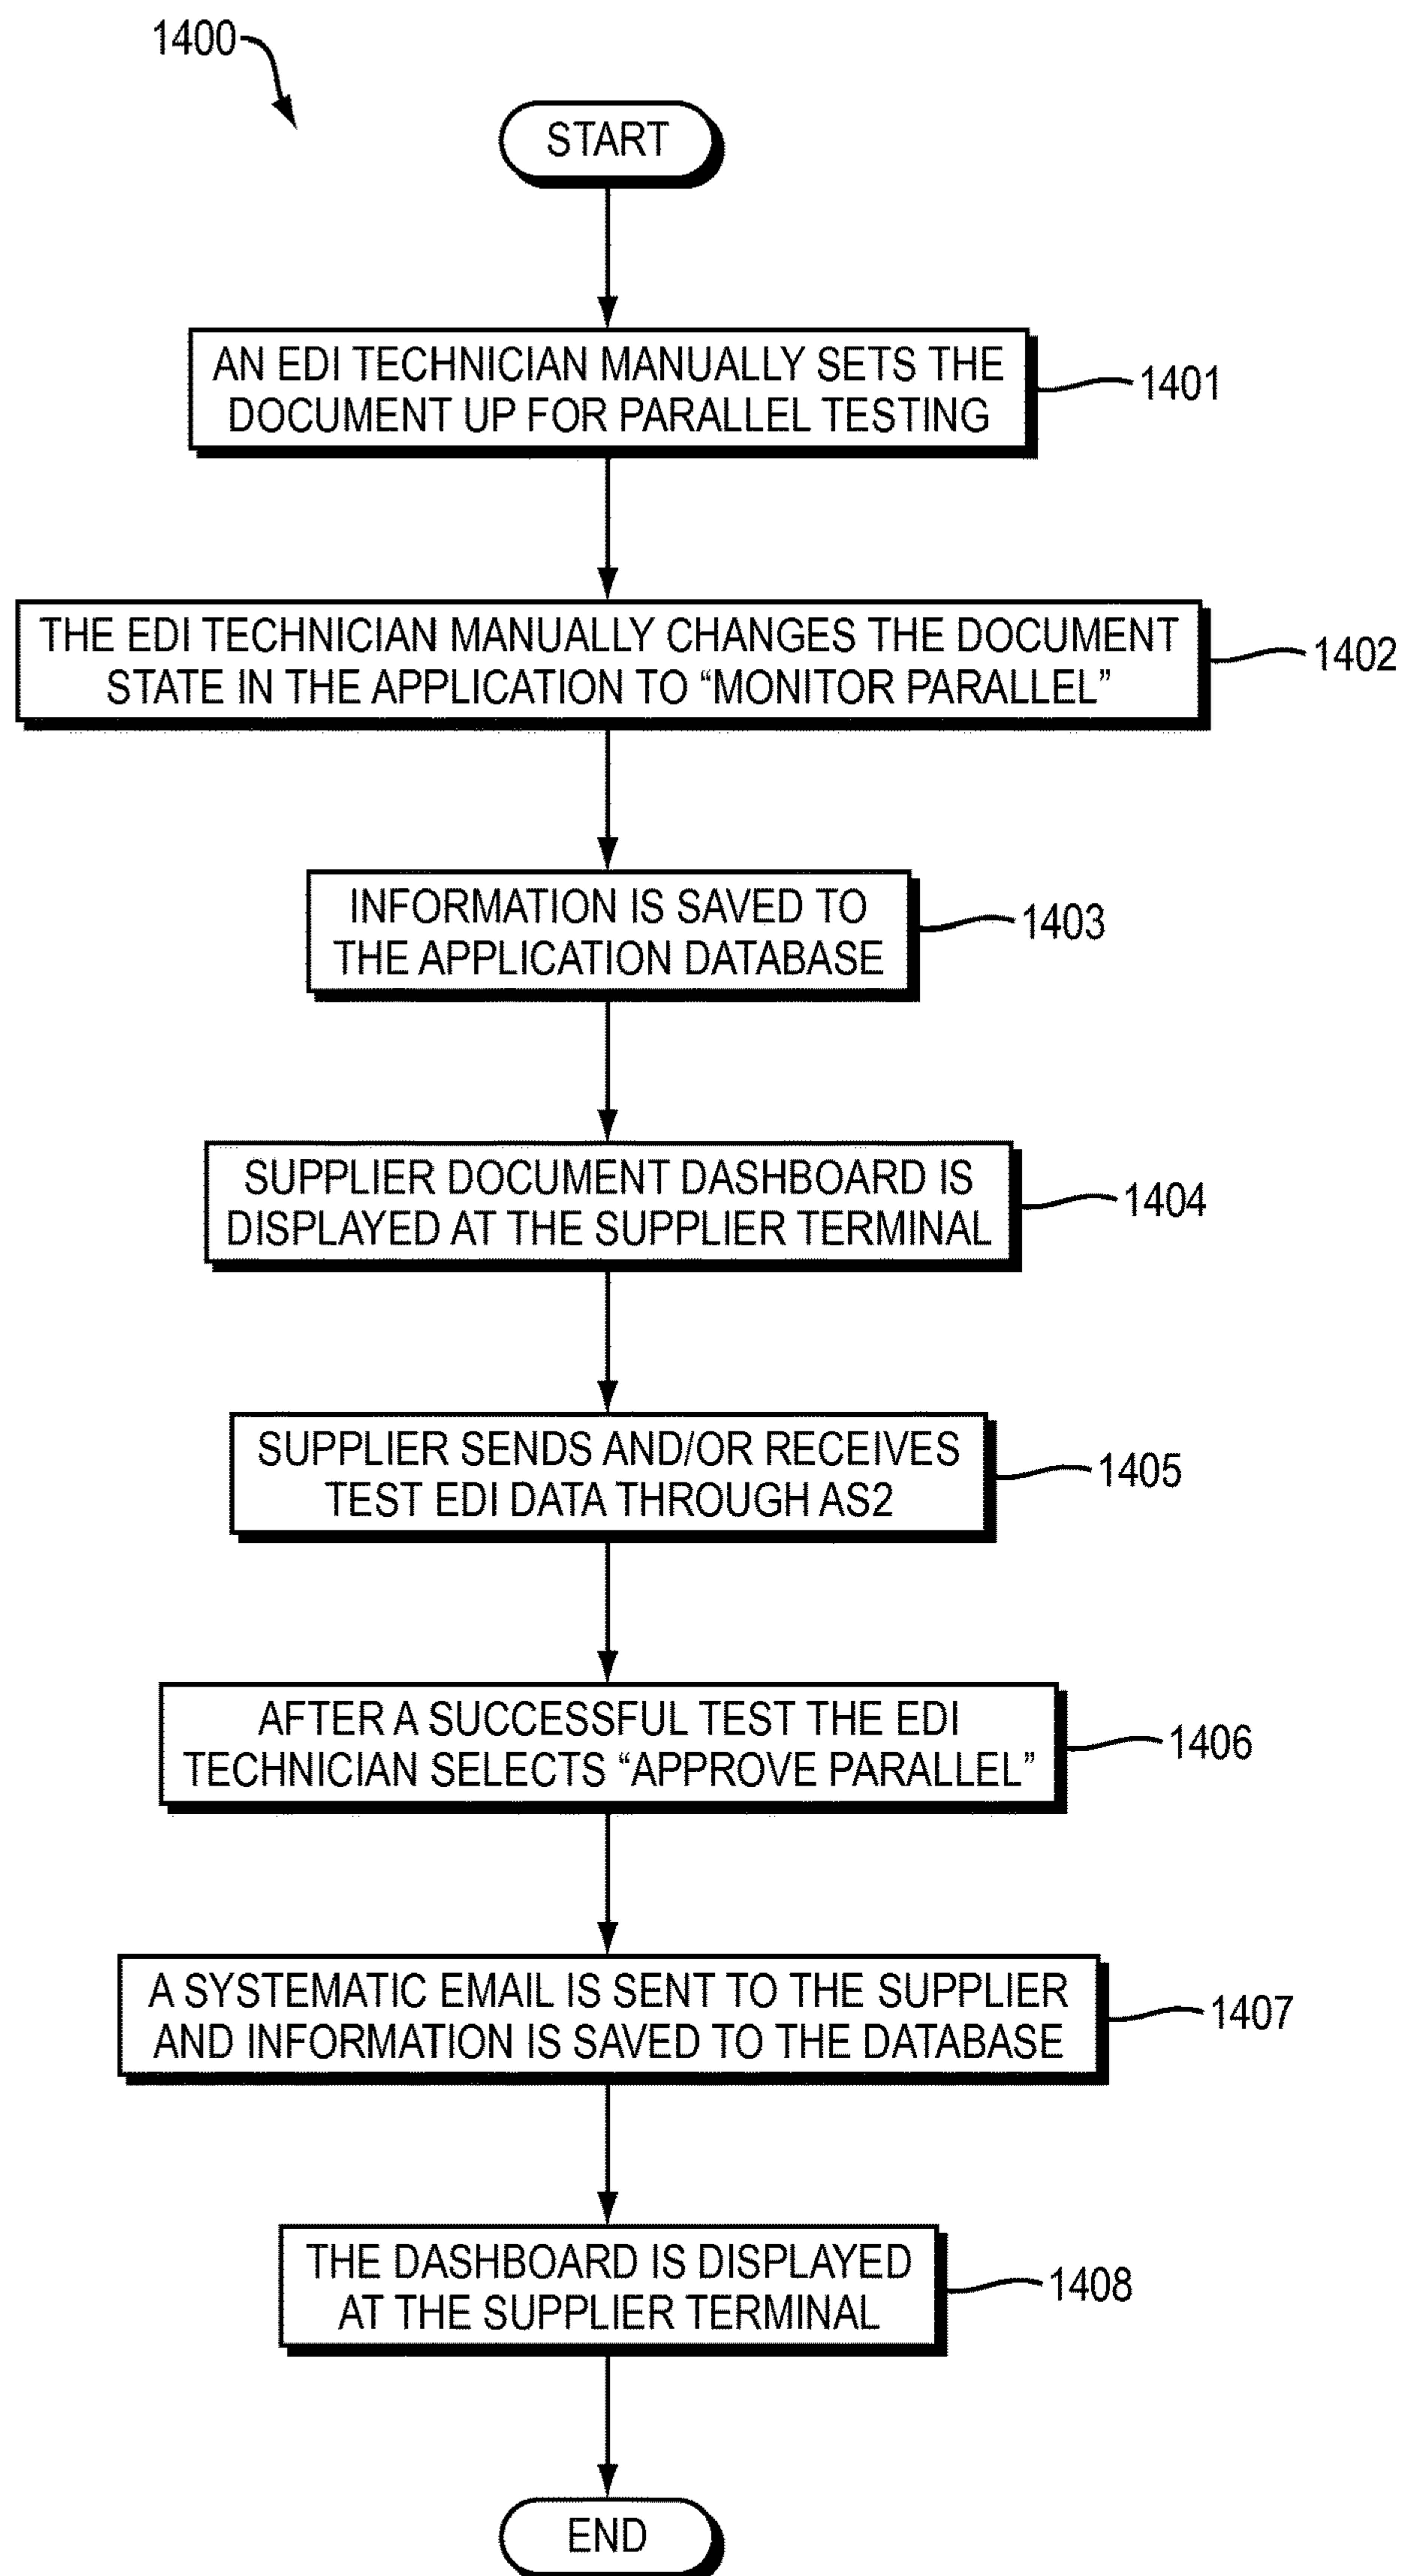 1400
START
AN EDI TECHNICIAN MANUALLY SETS THE
DOCUMENT UP FOR PARALLEL TESTING
1401
THE EDI TECHNICIAN MANUALLY CHANGES THE DOCUMENT
STATE IN THE APPLICATION TO “MONITOR PARALLEL”
1402
INFORMATION IS SAVED TO
THE APPLICATION DATABASE
1403
SUPPLIER DOCUMENT DASHBOARD IS
DISPLAYED AT THE SUPPLIER TERMINAL
1404
SUPPLIER SENDS AND/OR RECEIVES
TEST EDI DATA THROUGH AS2
1405
AFTER A SUCCESSFUL TEST THE EDI
TECHNICIAN SELECTS “APPROVE PARALLEL”
1406
A SYSTEMATIC EMAIL IS SENT TO THE SUPPLIER
AND INFORMATION IS SAVED TO THE DATABASE
1407
THE DASHBOARD IS DISPLAYED
AT THE SUPPLIER TERMINAL
1408
END